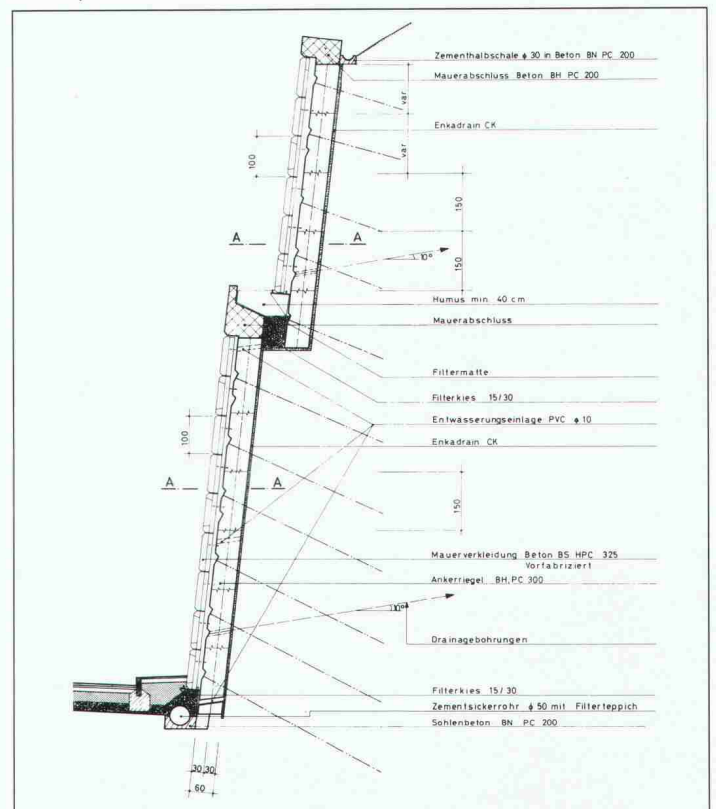 Zementhalbschale ϕ 30 in Beton BN PC 200
Mauerabschluss Beton BH PC 200
var
Enkadrain CK
var
100
150
A A
150
10°
Humus min. 40 cm
Mauerabschluss
Filtermatte
Filterkies 15/30
Entwässerungseinlage PVC ϕ 10
100
Enkadrain CK
A A
150
Mauerverkleidung Beton BS HPC 325
Vorfabriziert
Ankerriegel BH, PC 300
10°
Drainagebohrungen
Filterkies 15/30
Zementsickerrohr ϕ 50 mit Filterteppich
Sohlenbeton BN PC 200
30 30
60